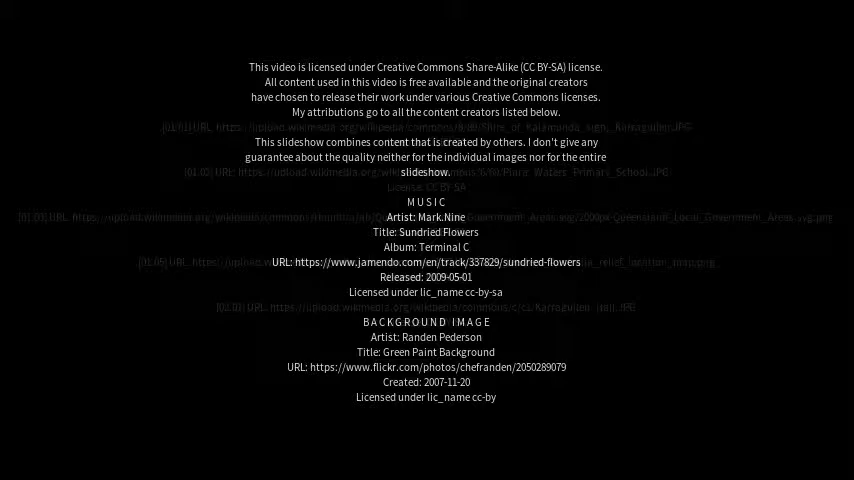 This video is licensed under Creative Commons Share-Alike (CC BY-SA) license.
All content used in this video is free available and the original creators
have chosen to release their work under various Creative Commons licenses.
My attributions go to all the content creators listed below.
This slideshow combines content that is created by others. I don't give any
guarantee about the quality neither for the individual images nor for the entire
slideshow.
License: CC BY SA
M U S I C
Artist: Mark.Nine
Title: Sundried Flowers
Album: Terminal C
URL: https://www.jamendo.com/en/track/337829/sundried-flowers
Released: 2009-05-01
Licensed under lic_name cc-by-sa
B A C K G R O U N D   I M A G E
Artist: Randen Pederson
Title: Green Paint Background
URL: https://www.flickr.com/photos/chefranden/2050289079
Created: 2007-11-20
Licensed under lic_name cc-by